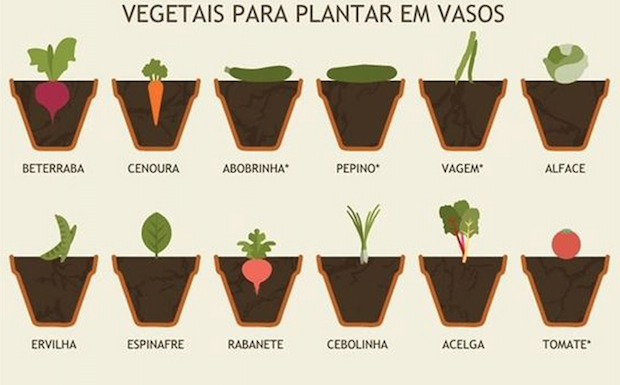 VEGETAIS PARA PLANTAR EM VASOS
BETERRABA CENOURA ABOBRINHA* PEPINO* VAGEM* ALFACE
ERVILHA ESPINAFRE RABANETE CEBOLINHA ACELGA TOMATE*